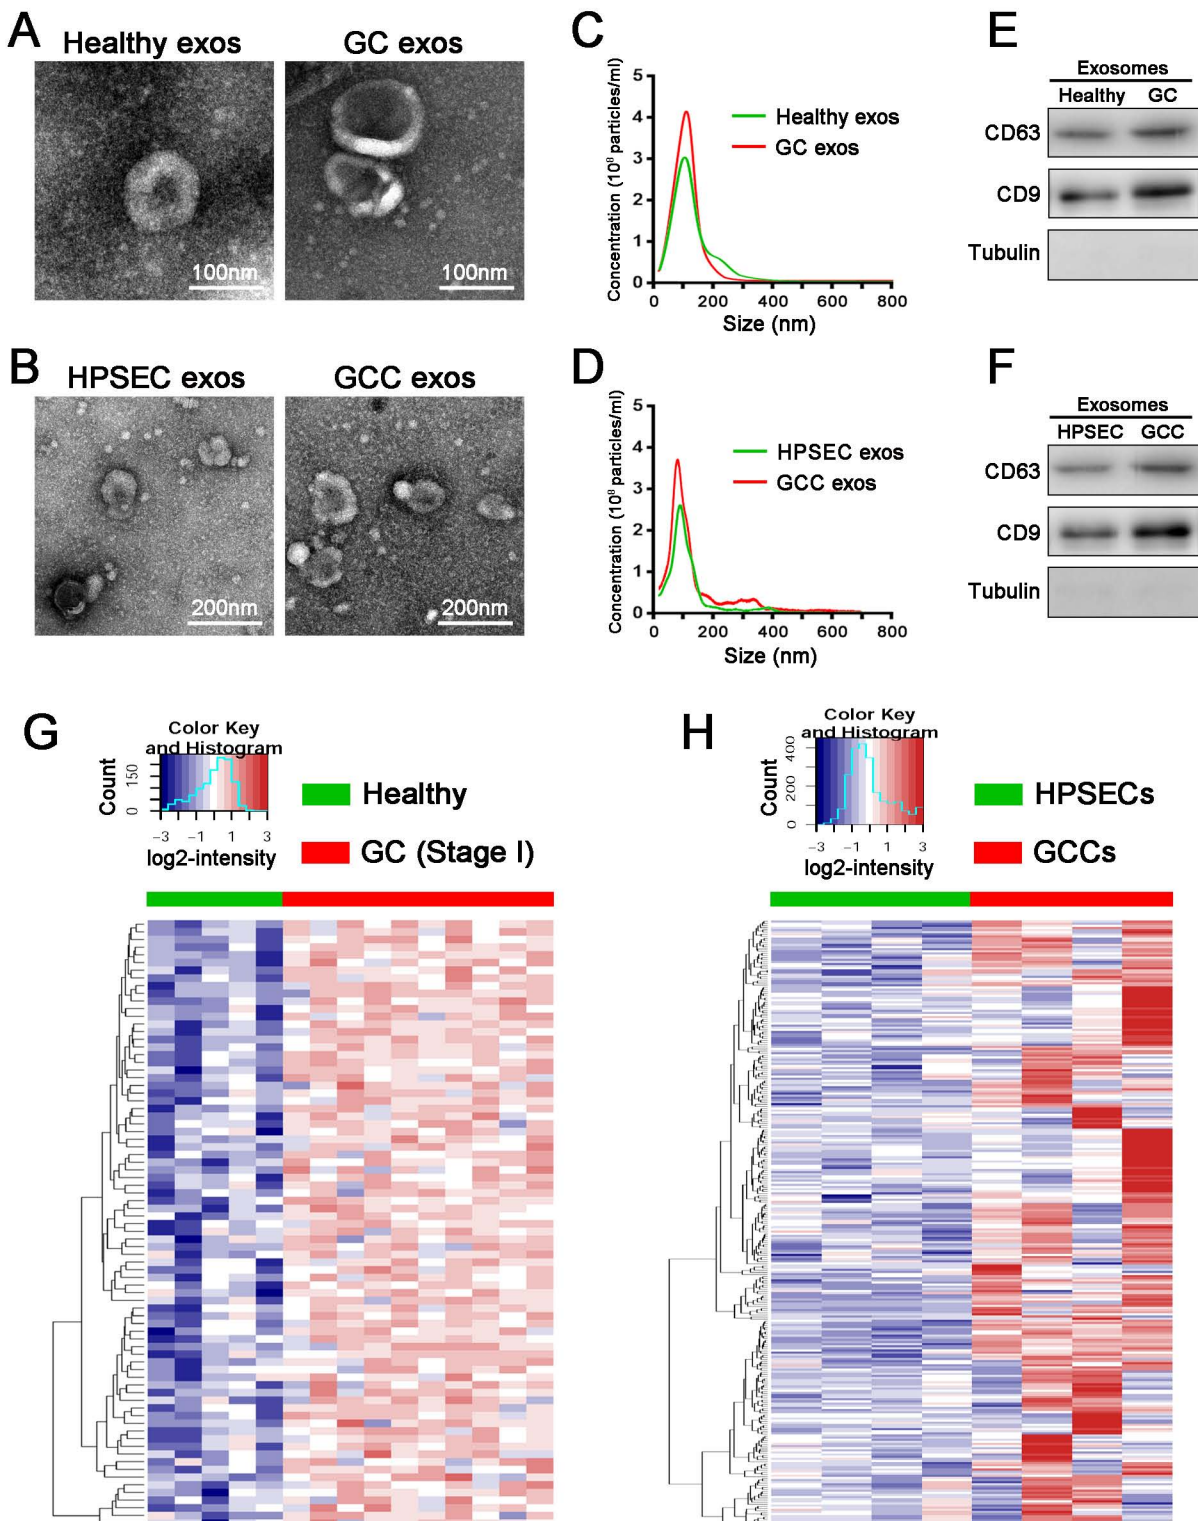 A
Healthy exos
GC exos
100nm
100nm
B
HPSEC exos
GCC exos
200nm
200nm
C
Concentration (10⁸ particles/ml)
5
4
3
2
1
0
0 200 400 600 800
Size (nm)
Healthy exos
GC exos
D
Concentration (10⁸ particles/ml)
5
4
3
2
1
0
0 200 400 600 800
Size (nm)
HPSEC exos
GCC exos
E
Exosomes
Healthy GC
CD63
CD9
Tubulin
F
Exosomes
HPSEC GCC
CD63
CD9
Tubulin
G
Color Key
and Histogram
Count
0 150
−3 −1 1 3
log2-intensity
Healthy
GC (Stage I)
H
Color Key
and Histogram
Count
0 200 400
−3 −1 1 3
log2-intensity
HPSECs
GCCs